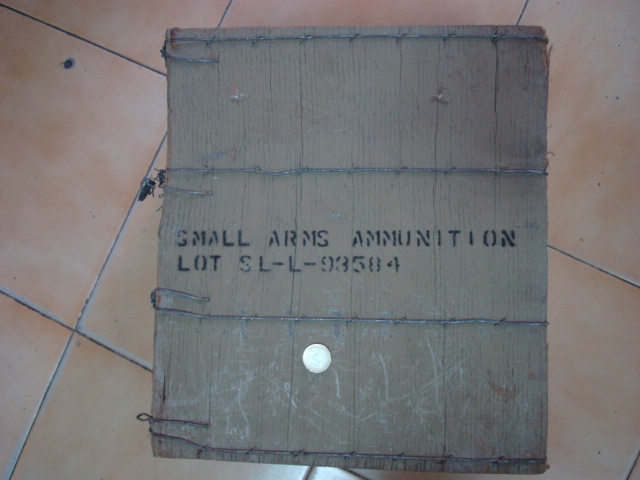 SMALL ARMS AMMUNITION
LOT SL-L-93584